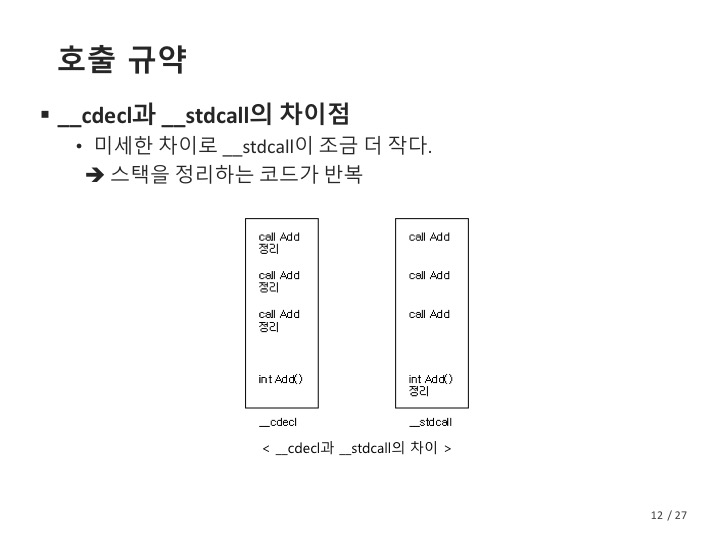 호출 규약
▪ __cdecl과 __stdcall의 차이점
• 미세한 차이로 __stdcall이 조금 더 작다.
➔ 스택을 정리하는 코드가 반복
call Add
정리
call Add
정리
call Add
정리
int Add()
__cdecl
call Add
call Add
call Add
int Add()
정리
__stdcall
< __cdecl과 __stdcall의 차이 >
12 / 27